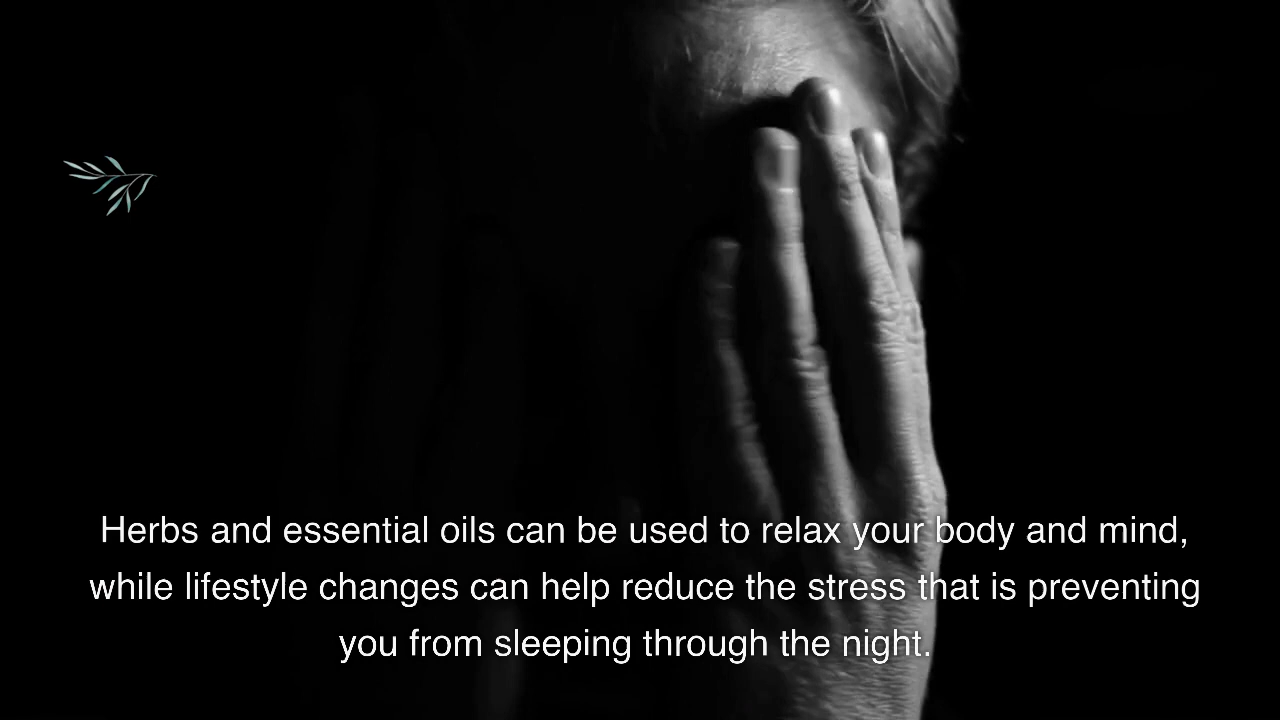 Herbs and essential oils can be used to relax your body and mind,
while lifestyle changes can help reduce the stress that is preventing
you from sleeping through the night.